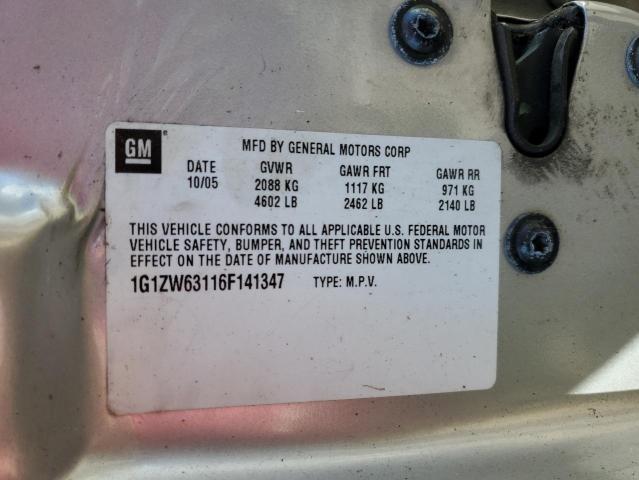 GM ®
MFD BY GENERAL MOTORS CORP
DATE GVWR GAWR FRT GAWR RR
10/05 2088 KG 1117 KG 971 KG
4602 LB 2462 LB 2140 LB
THIS VEHICLE CONFORMS TO ALL APPLICABLE U.S. FEDERAL MOTOR
VEHICLE SAFETY, BUMPER, AND THEFT PREVENTION STANDARDS IN
EFFECT ON THE DATE OF MANUFACTURE SHOWN ABOVE.
1G1ZW63116F141347 TYPE: M.P.V.